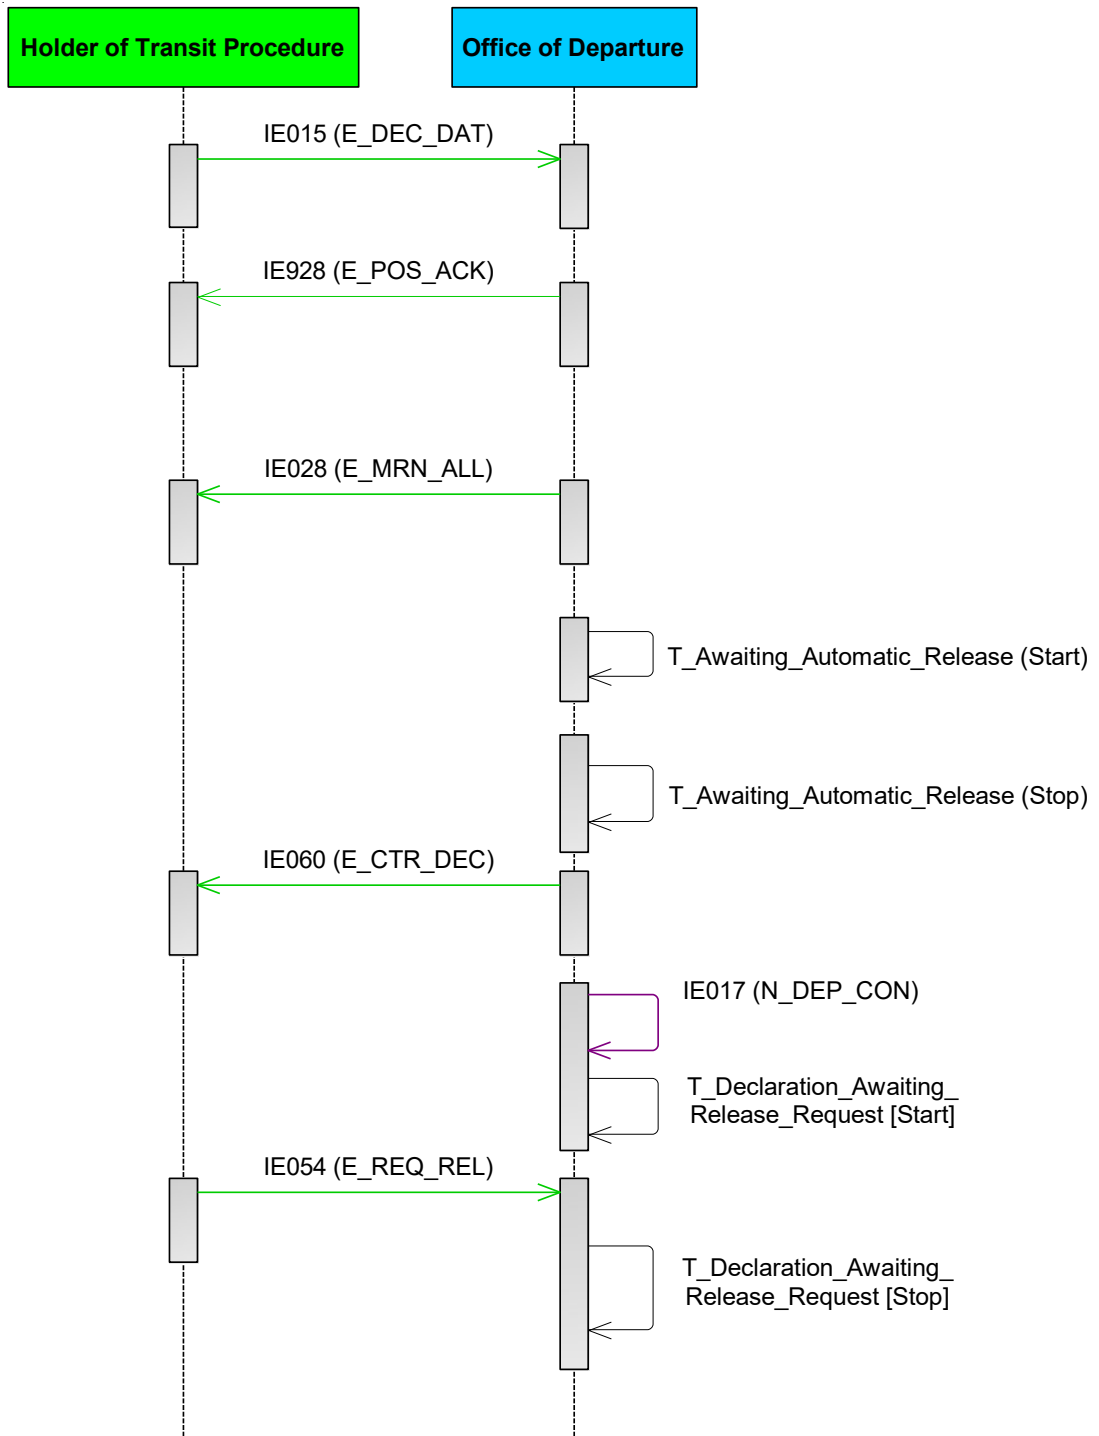 Holder of Transit Procedure
Office of Departure
IE015 (E_DEC_DAT)
IE928 (E_POS_ACK)
IE028 (E_MRN_ALL)
T_Awaiting_Automatic_Release (Start)
T_Awaiting_Automatic_Release (Stop)
IE060 (E_CTR_DEC)
IE017 (N_DEP_CON)
T_Declaration_Awaiting_
Release_Request [Start]
IE054 (E_REQ_REL)
T_Declaration_Awaiting_
Release_Request [Stop]